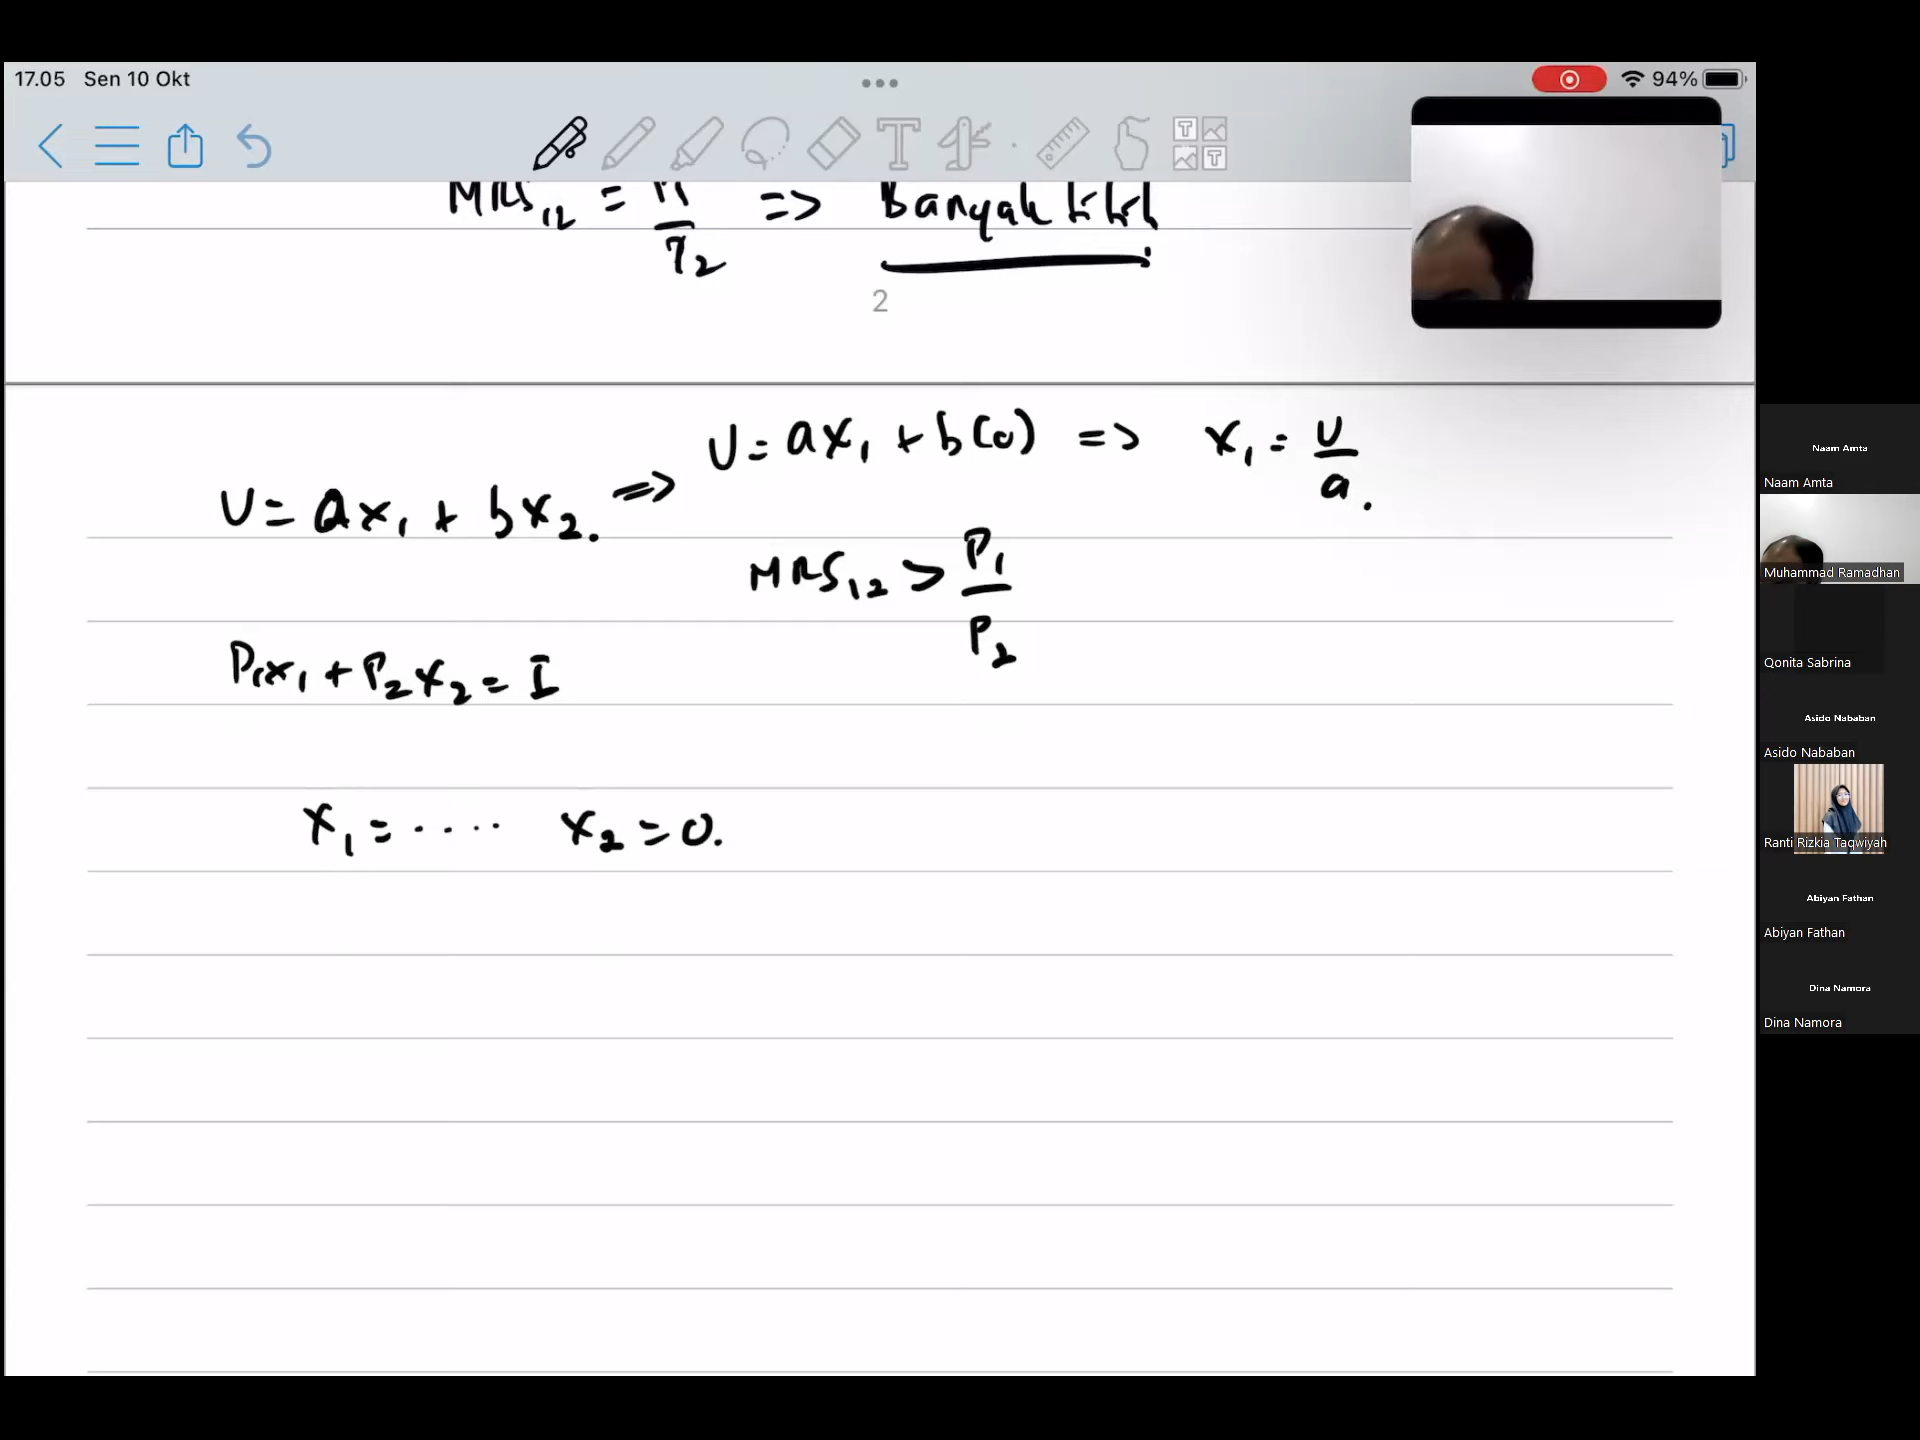 17.05 Sen 10 Okt
94%
MRS₁₂ = P₁/P₂ => Banyak titik
2
U = ax₁ + b(0) => x₁ = U/a.
U = ax₁ + bx₂. =>
MRS₁₂ > P₁/P₂
P₁x₁ + P₂x₂ = I
x₁ = ..... x₂ = 0.
Naam Amta
Naam Amta
Muhammad Ramadhan
Qonita Sabrina
Asido Nababan
Asido Nababan
Ranti Rizkia Taqwiyah
Abiyan Fathan
Abiyan Fathan
Dina Namora
Dina Namora